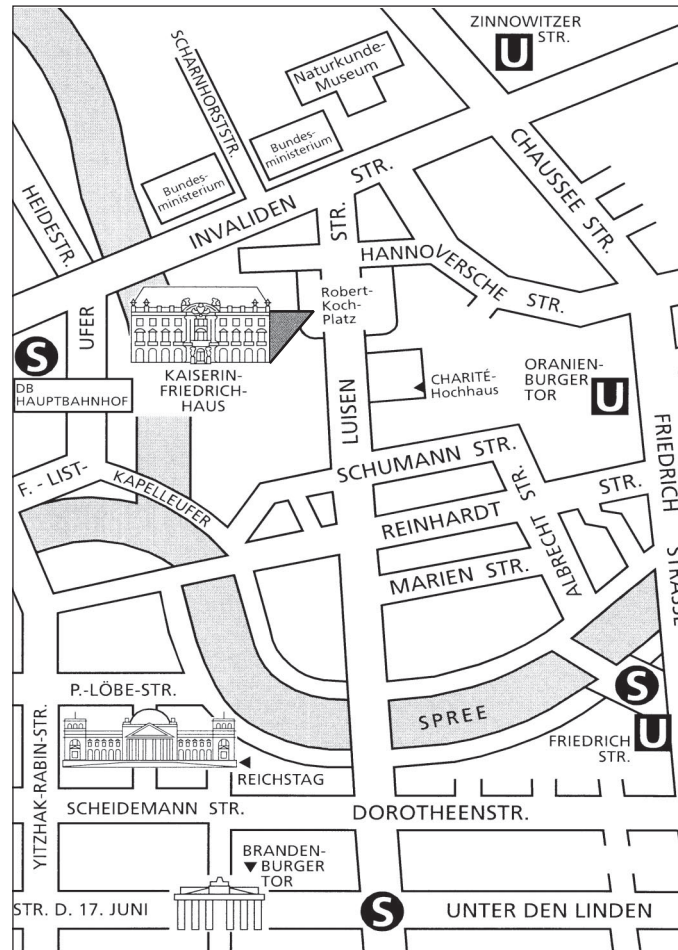 ZINNOWITZER
STR.
U
SCHARNHORSTSTR.
Naturkunde-
Museum
Bundes-
ministerium
Bundes-
ministerium
CHAUSSEE STR.
HEIDESTR.
INVALIDEN STR.
LUISEN STR.
HANNOVERSCHE STR.
Robert-
Koch-
Platz
UFER
S
DB
HAUPTBAHNHOF
KAISERIN-
FRIEDRICH-
HAUS
CHARITÉ-
Hochhaus
ORANIEN-
BURGER
TOR
U
FRIEDRICH STRASSE
SCHUMANN STR.
F. - LIST-
KAPELLEUFER
REINHARDT STR.
ALBRECHT STR.
MARIEN STR.
SPREE
S
U
FRIEDRICH
STR.
P.-LÖBE-STR.
YITZHAK-RABIN-STR.
REICHSTAG
SCHEIDEMANN STR.
DOROTHEENSTR.
BRANDEN-
BURGER
TOR
STR. D. 17. JUNI
S
UNTER DEN LINDEN